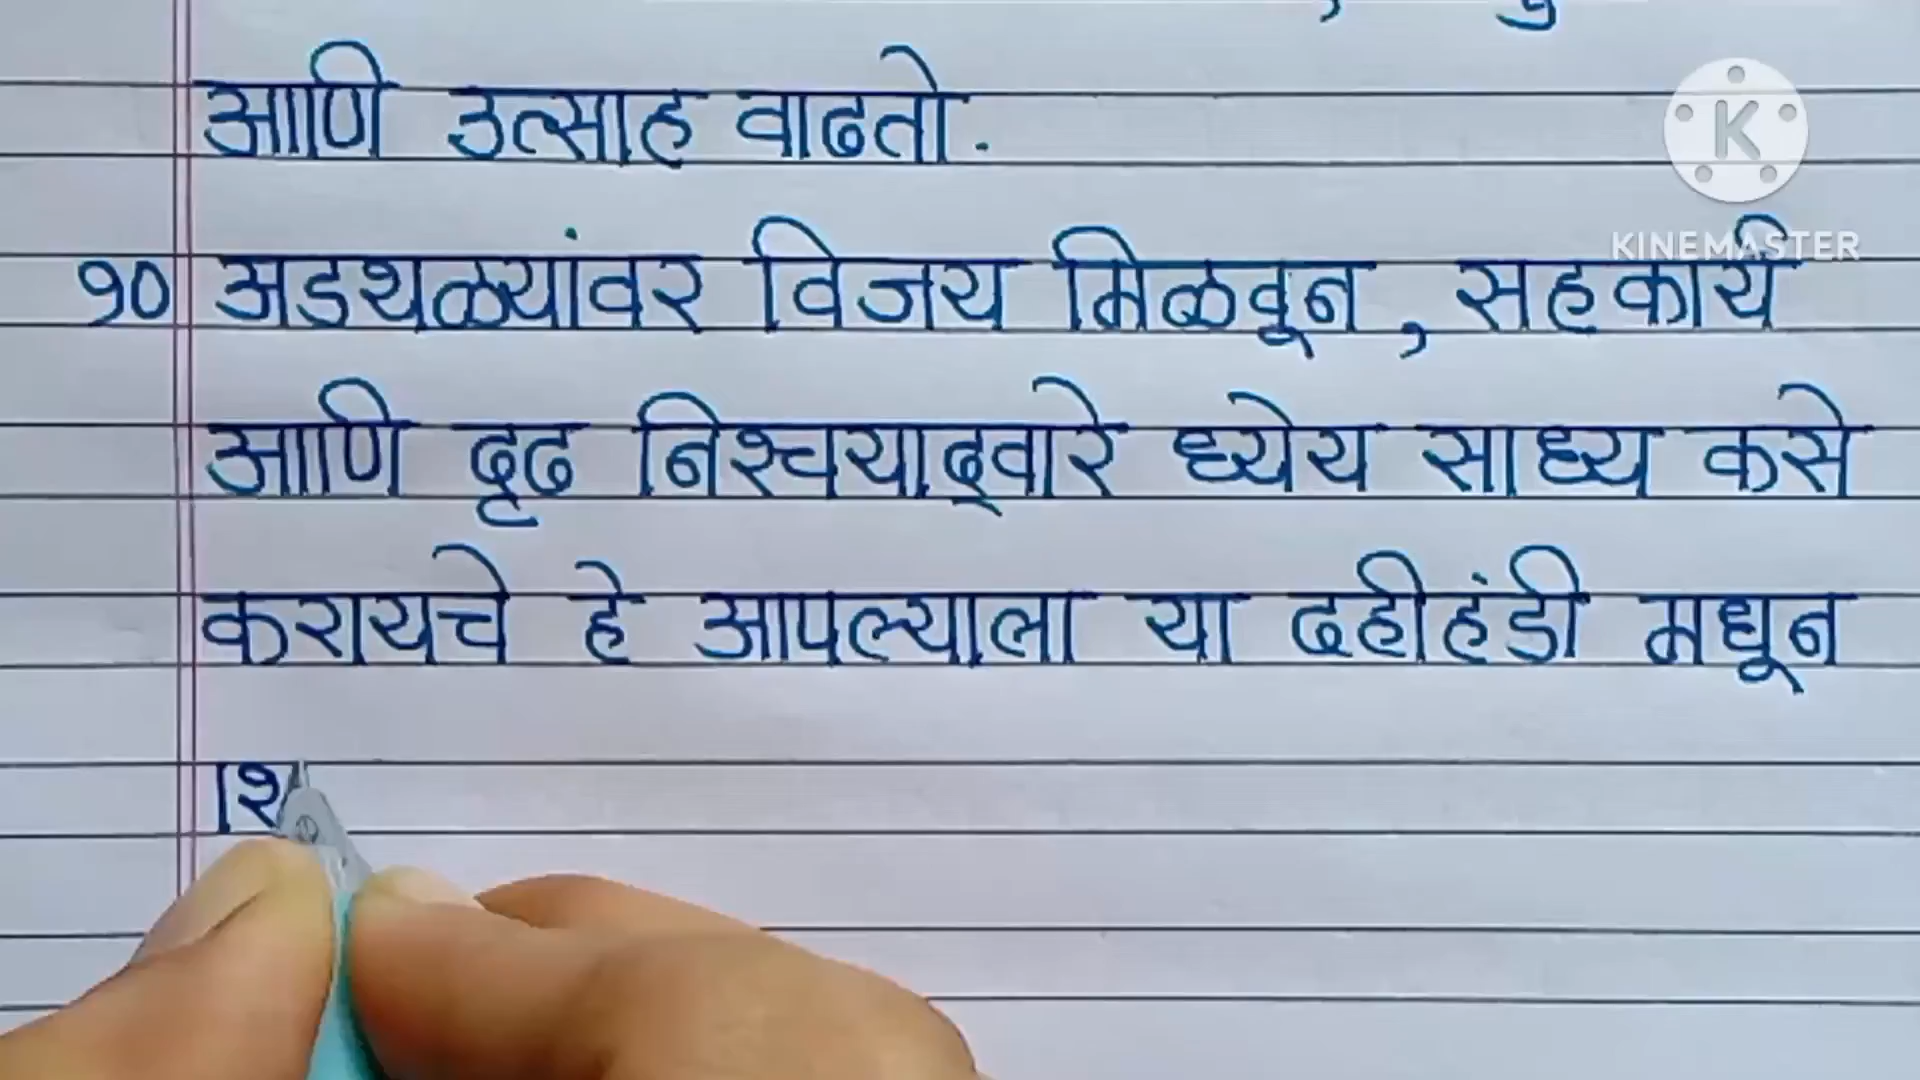 आणि उत्साह वाढतो.
१० अडथळ्यांवर विजय मिळवून, सहकार्य
आणि दृढ निश्चयाद्वारे ध्येय साध्य कसे
करायचे हे आपल्याला या दहीहंडी मधून
KINEMASTER